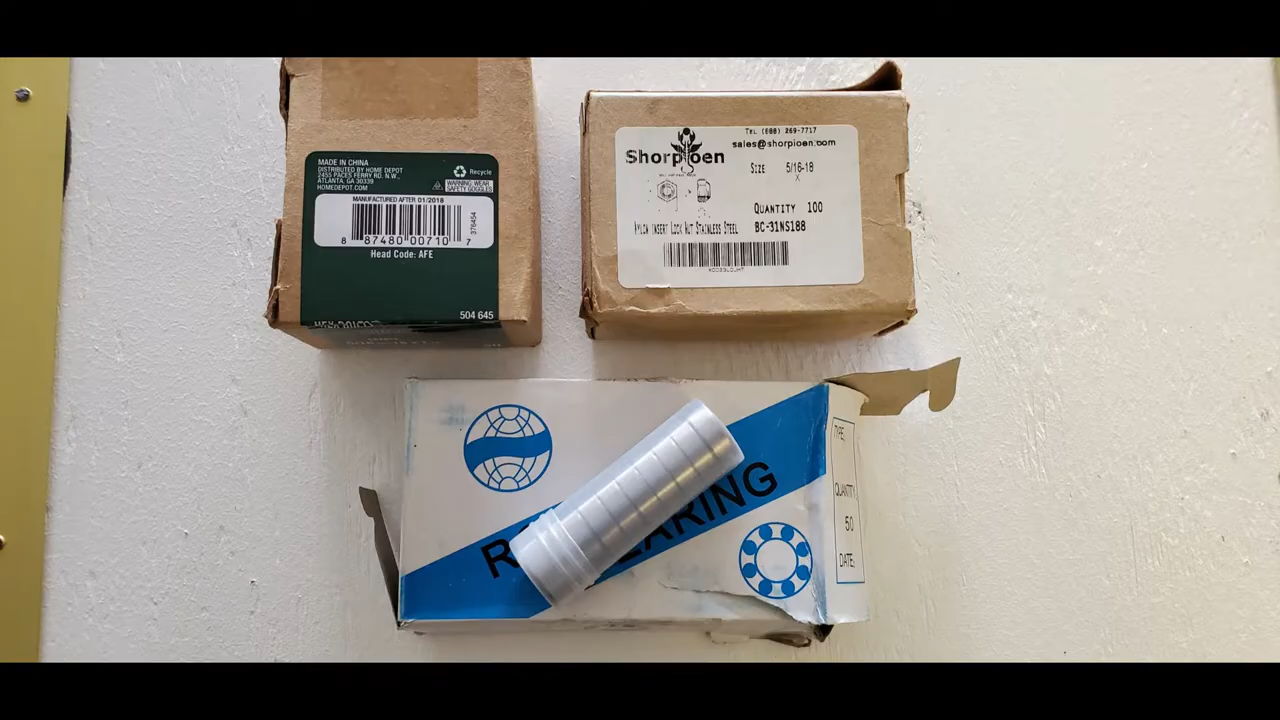 MADE IN CHINA
DISTRIBUTED BY HOME DEPOT
2455 PACES FERRY RD. N.W.,
ATLANTA, GA 30339
HOMEDEPOT.COM
Recycle
WARNING: WEAR
SAFETY GOGGLES
MANUFACTURED AFTER 01/2018
8 87480 00710 7
376454
Head Code: AFE
504 645
TEL (888) 269-7717
sales@shorpioen.com
Shorpioen
SIZE 5/16-18
QUANTITY 100
NYLON INSERT LOCK NUT STAINLESS STEEL BC-31NS188
TYPE:
QUANTITY
50
DATE: